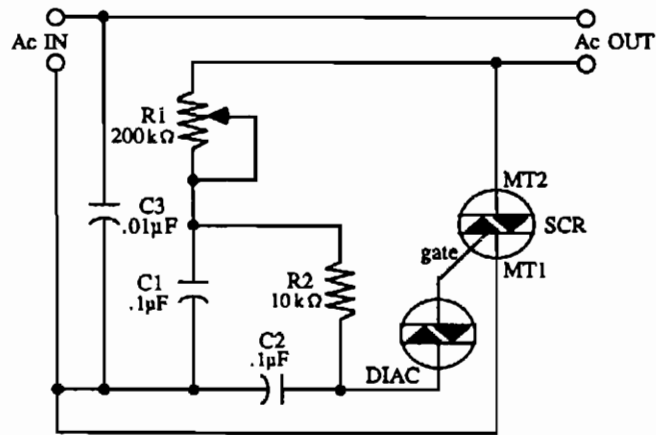 Ac IN
Ac OUT
R1
200kΩ
MT2
C3
.01µF
SCR
gate
MT1
C1
.1µF
R2
10kΩ
C2
.1µF
DIAC